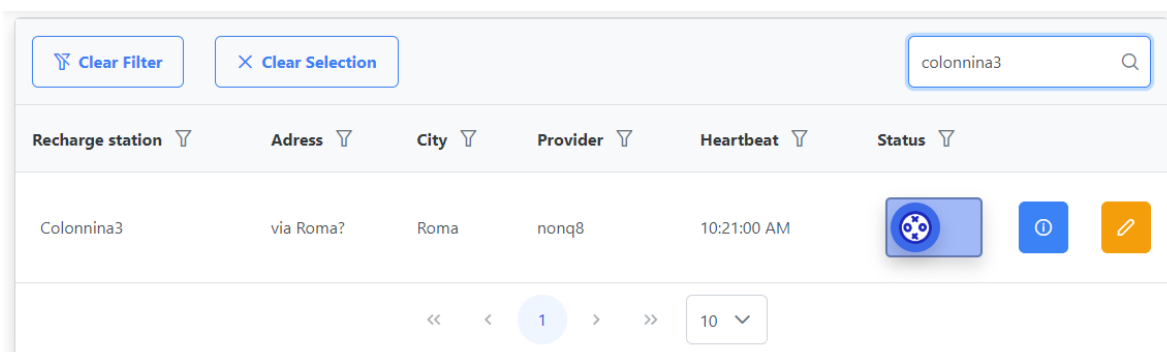 Clear Filter Clear Selection colonnina3
Recharge station Adress City Provider Heartbeat Status
Colonnina3 via Roma? Roma nonq8 10:21:00 AM
1 10